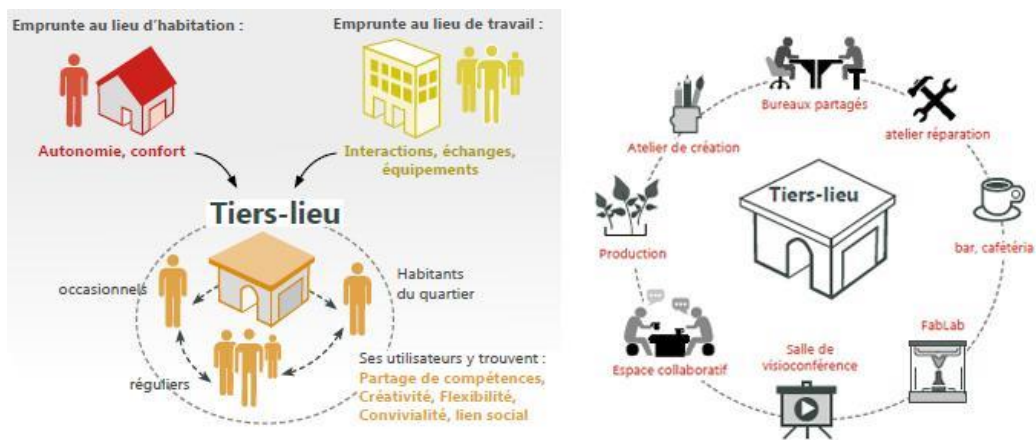 Emprunte au lieu d'habitation :
Emprunte au lieu de travail :
Autonomie, confort
Interactions, échanges,
équipements
Tiers-lieu
occasionnels
Habitants
du quartier
réguliers
Ses utilisateurs y trouvent :
Partage de compétences,
Créativité, Flexibilité,
Convivialité, lien social
Bureaux partagés
Atelier de création
atelier réparation
Tiers-lieu
Production
bar, cafétéria
Espace collaboratif
Salle de
visioconférence
FabLab